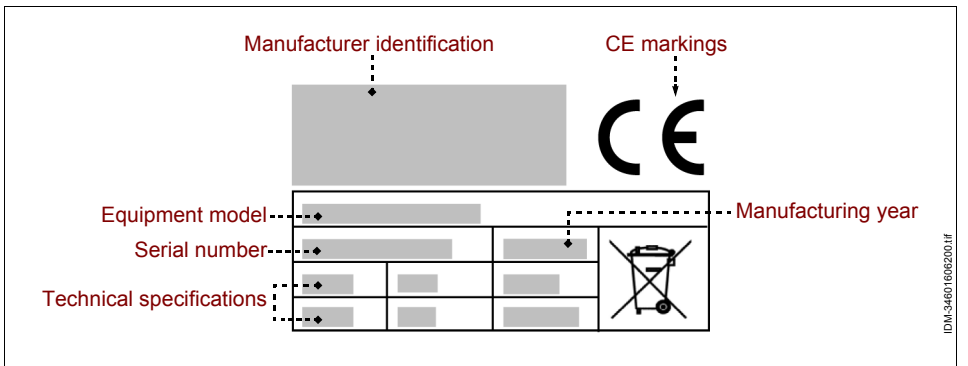 Manufacturer identification
CE markings
CE
Equipment model
Manufacturing year
Serial number
Technical specifications
IDM-34601606200.tif